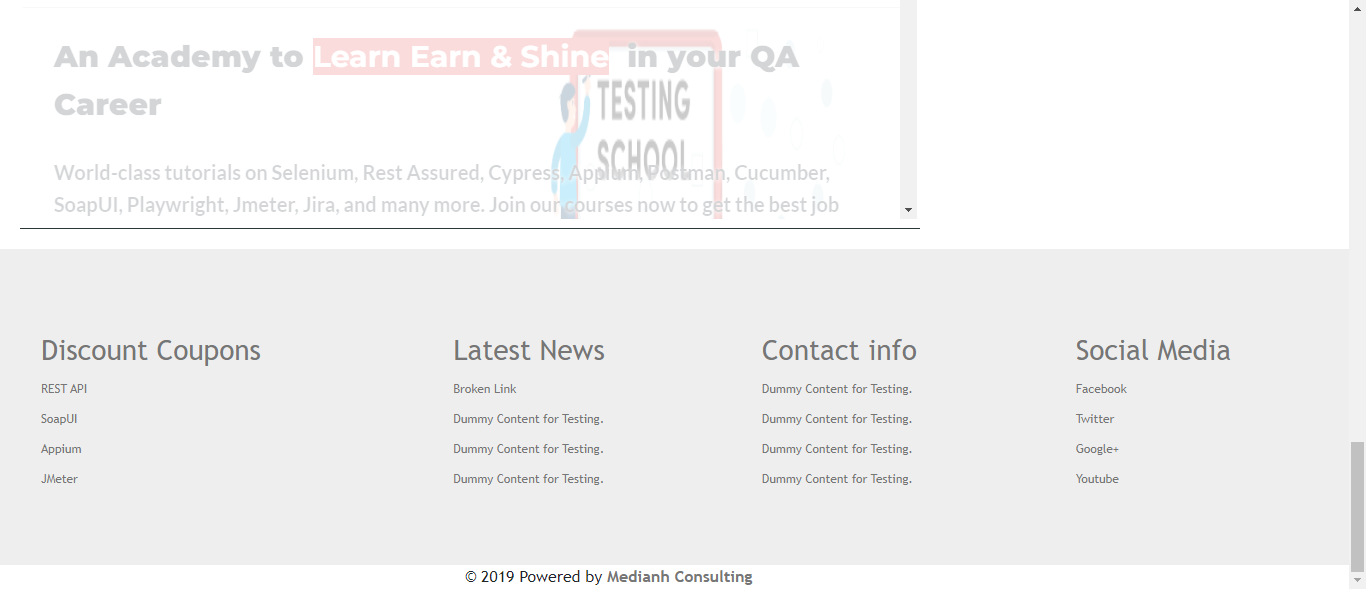 An Academy to Learn Earn & Shine in your QA
Career
TESTING
SCHOOL
World-class tutorials on Selenium, Rest Assured, Cypress, Appium, Postman, Cucumber,
SoapUI, Playwright, Jmeter, Jira, and many more. Join our courses now to get the best job
Discount Coupons
REST API
SoapUI
Appium
JMeter
Latest News
Broken Link
Dummy Content for Testing.
Dummy Content for Testing.
Dummy Content for Testing.
Contact info
Dummy Content for Testing.
Dummy Content for Testing.
Dummy Content for Testing.
Dummy Content for Testing.
Social Media
Facebook
Twitter
Google+
Youtube
© 2019 Powered by Medianh Consulting